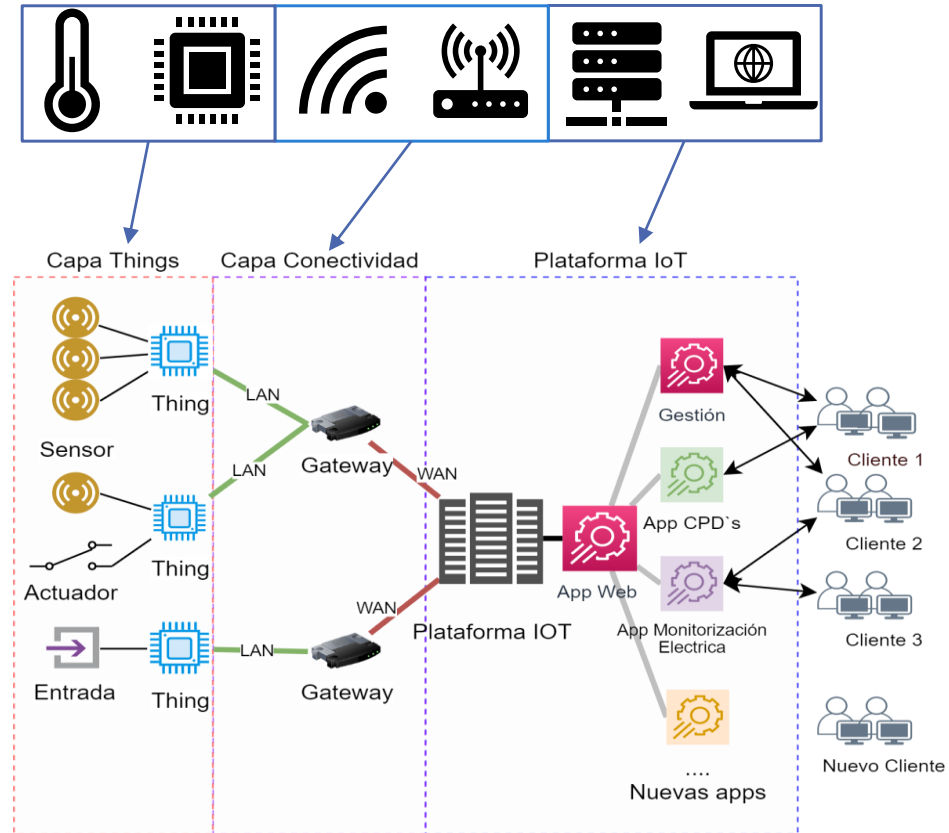 Capa Things
Capa Conectividad
Plataforma IoT
Sensor
Thing
LAN
LAN
Gateway
WAN
Gestión
Cliente 1
App CPD`s
Cliente 2
Actuador
Thing
App Web
WAN
Plataforma IOT
App Monitorización
Electrica
Cliente 3
LAN
Entrada
Thing
Gateway
....
Nuevas apps
Nuevo Cliente